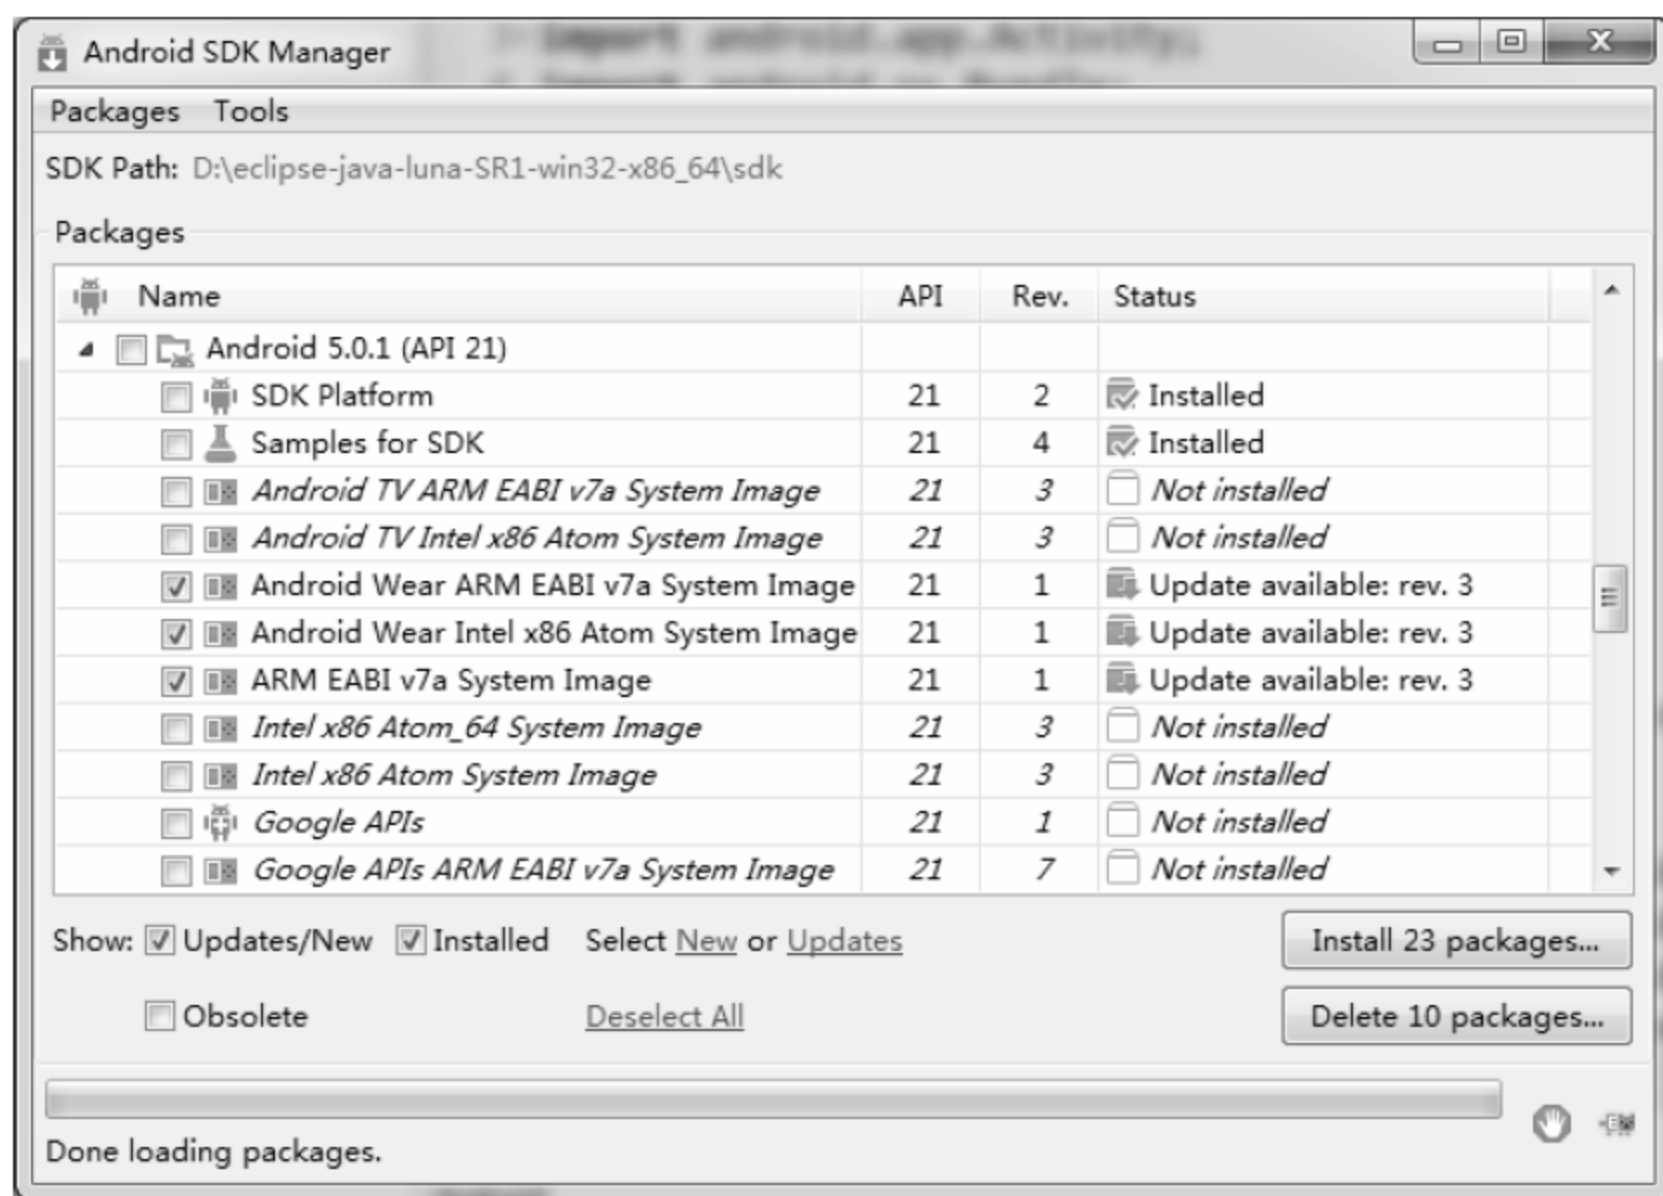 import android.app.Activity;
Android SDK Manager
Packages Tools
SDK Path: D:\eclipse-java-luna-SR1-win32-x86_64\sdk
Packages
Name API Rev. Status
Android 5.0.1 (API 21)
SDK Platform 21 2 Installed
Samples for SDK 21 4 Installed
Android TV ARM EABI v7a System Image 21 3 Not installed
Android TV Intel x86 Atom System Image 21 3 Not installed
Android Wear ARM EABI v7a System Image 21 1 Update available: rev. 3
Android Wear Intel x86 Atom System Image 21 1 Update available: rev. 3
ARM EABI v7a System Image 21 1 Update available: rev. 3
Intel x86 Atom_64 System Image 21 3 Not installed
Intel x86 Atom System Image 21 3 Not installed
Google APIs 21 1 Not installed
Google APIs ARM EABI v7a System Image 21 7 Not installed
Show: Updates/New Installed Select New or Updates Install 23 packages...
Obsolete Deselect All Delete 10 packages...
Done loading packages.